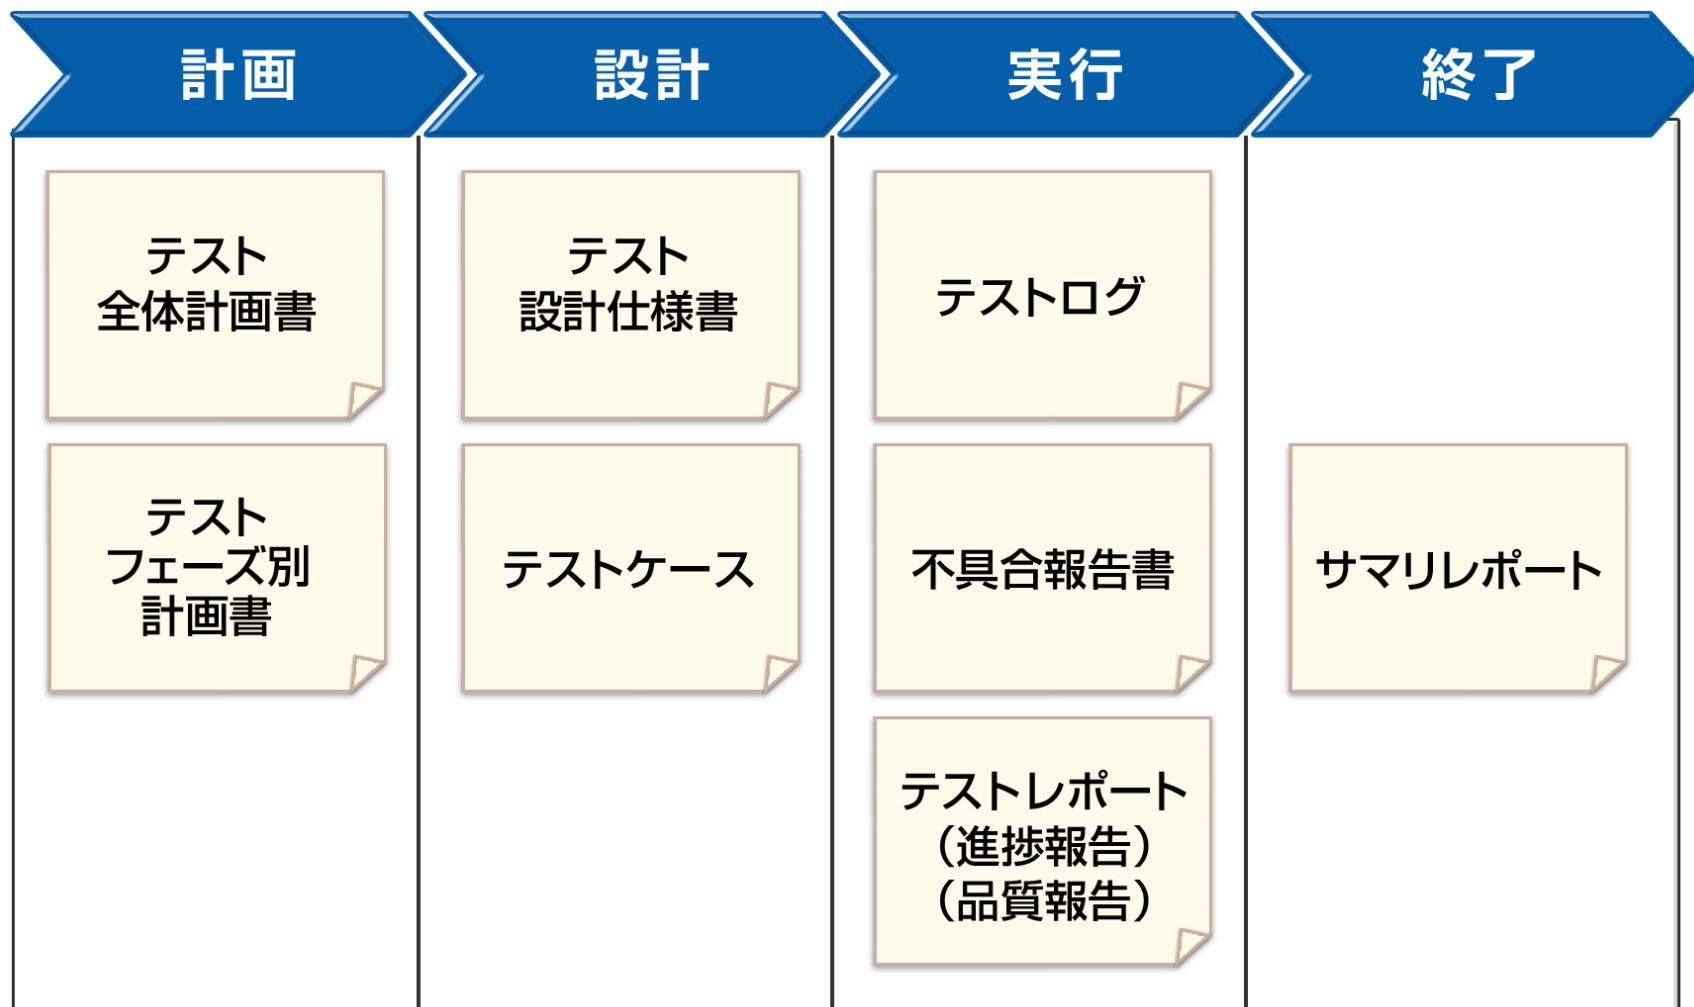 計画
設計
実行
終了
テスト
全体計画書
テスト
フェーズ別
計画書
テスト
設計仕様書
テストケース
テストログ
不具合報告書
テストレポート
（進捗報告）
（品質報告）
サマリレポート